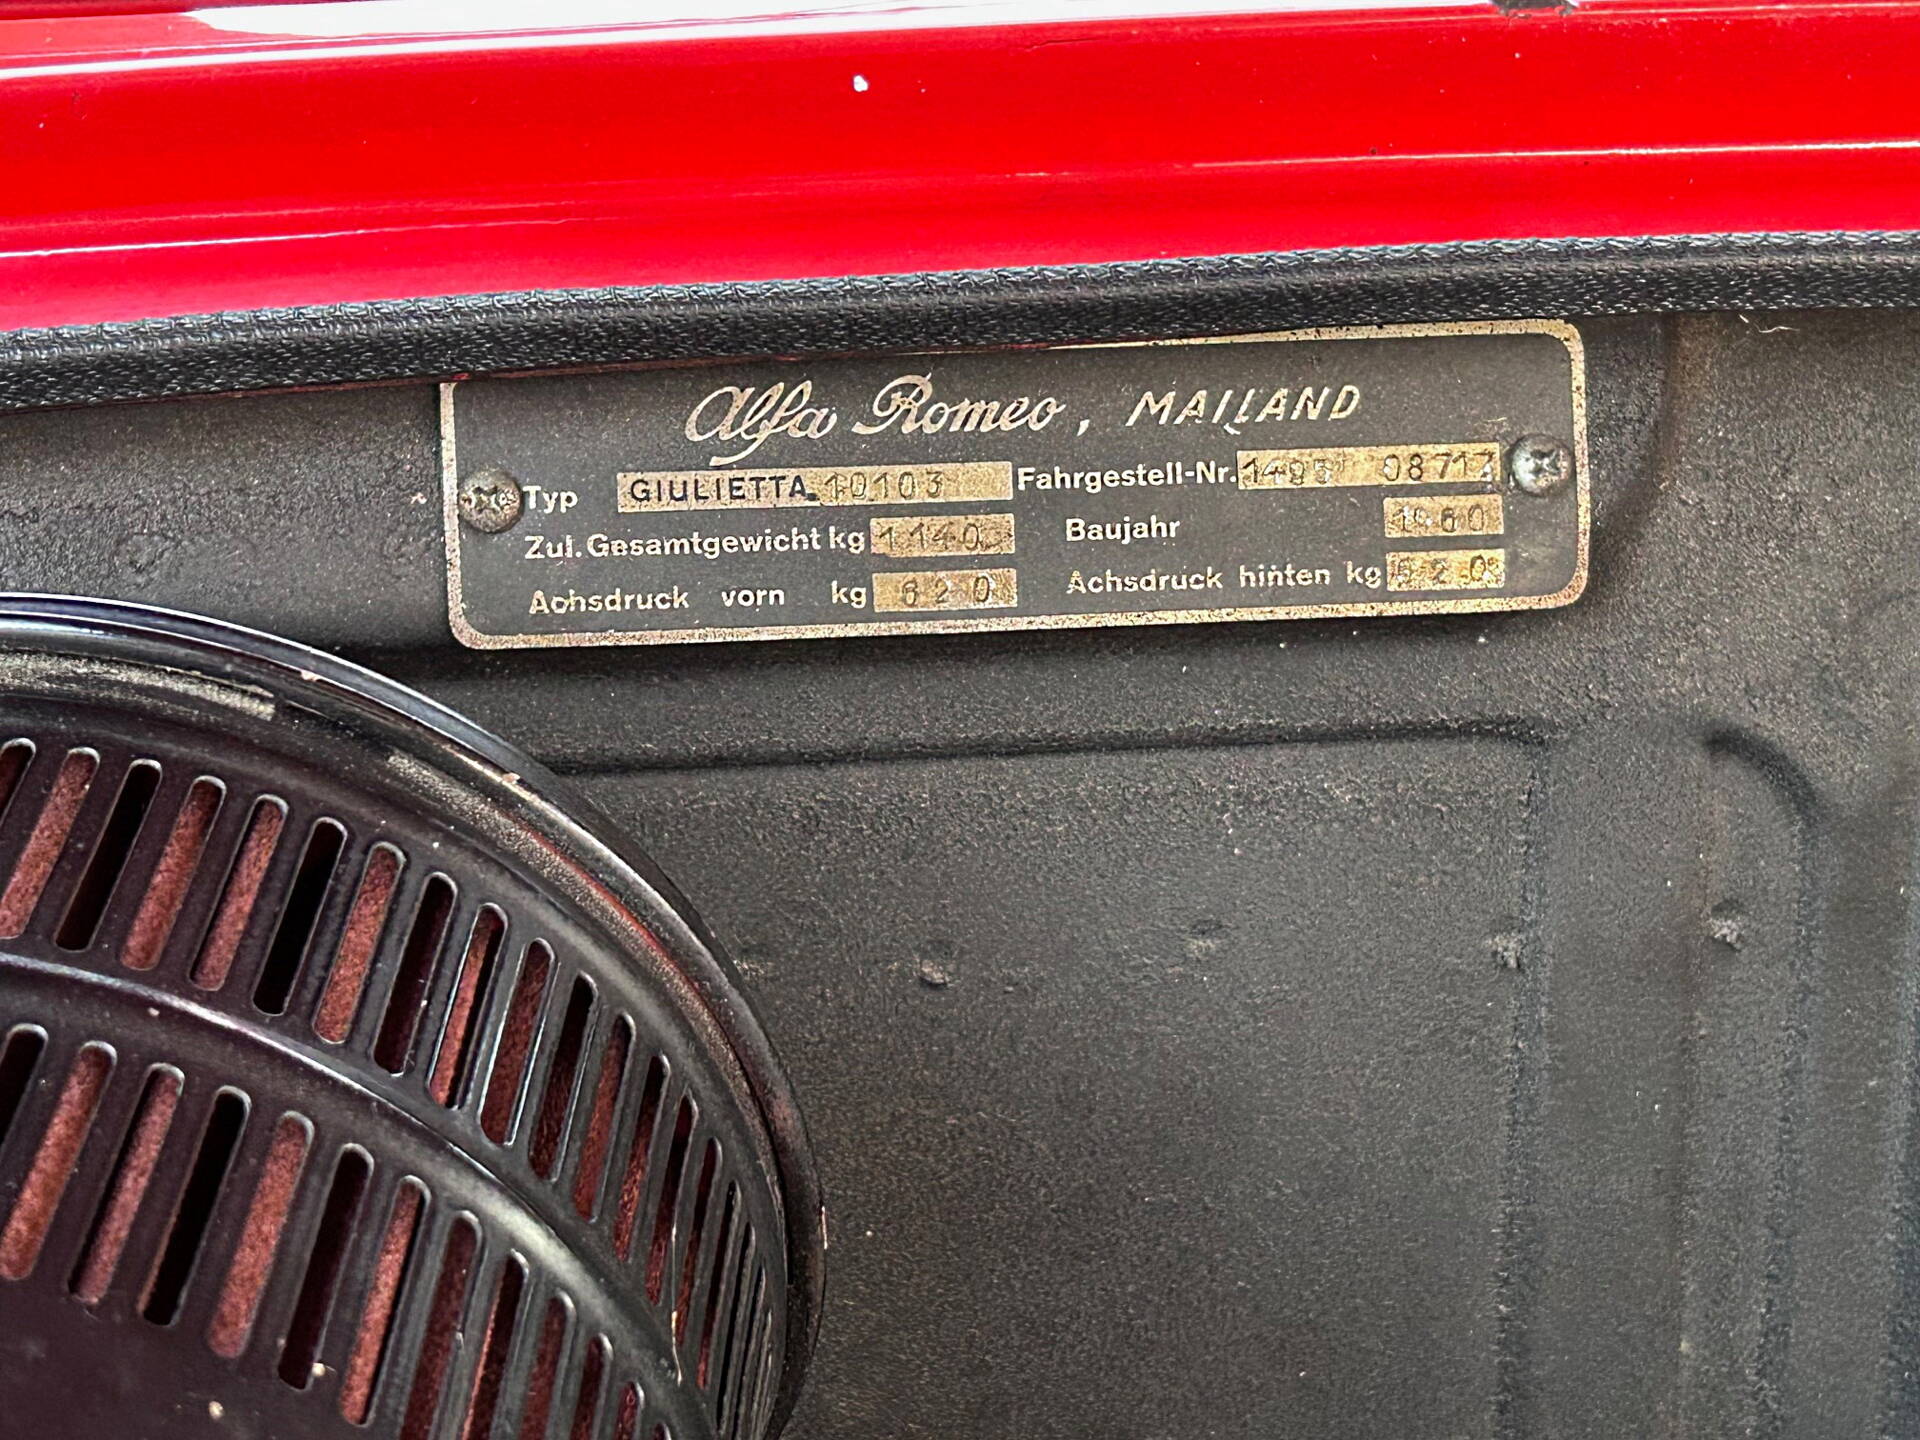 Alfa Romeo, MAILAND
Typ GIULIETTA 10103 Fahrgestell-Nr. 08717
Zul. Gesamtgewicht kg 1140 Baujahr 1960
Achsdruck vorn kg 620 Achsdruck hinten kg 520